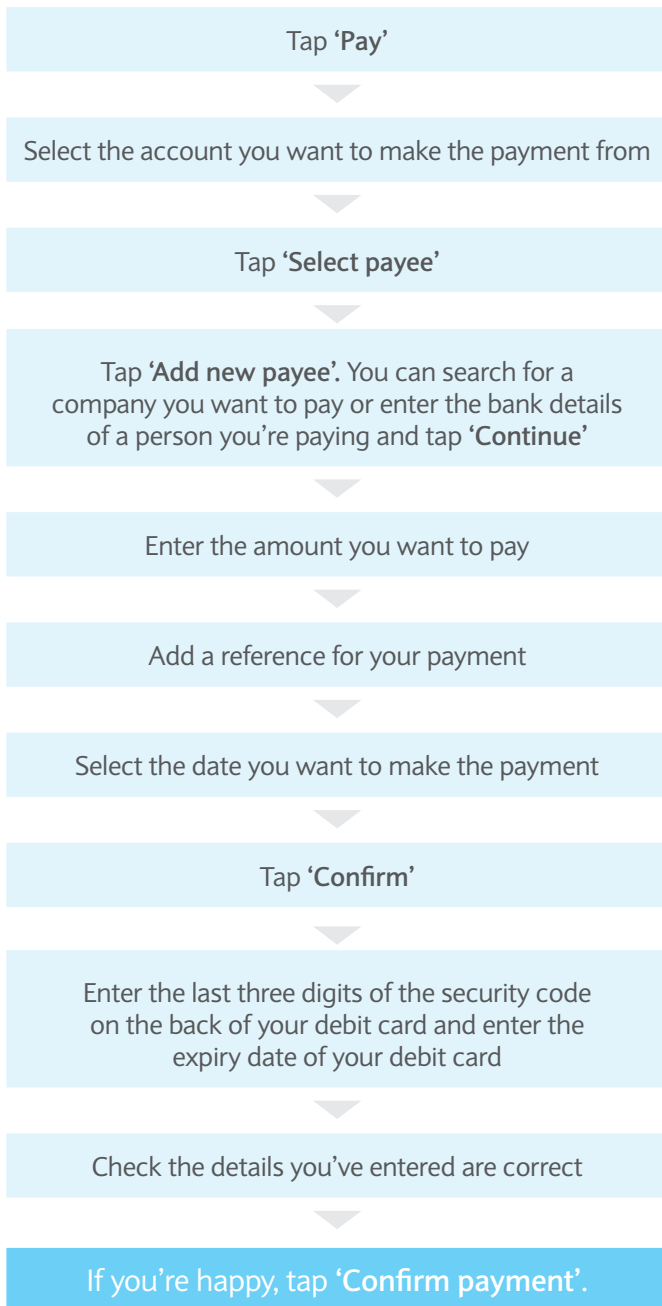 Tap ‘Pay’
Select the account you want to make the payment from
Tap ‘Select payee’
Tap ‘Add new payee’. You can search for a
company you want to pay or enter the bank details
of a person you’re paying and tap ‘Continue’
Enter the amount you want to pay
Add a reference for your payment
Select the date you want to make the payment
Tap ‘Confirm’
Enter the last three digits of the security code
on the back of your debit card and enter the
expiry date of your debit card
Check the details you’ve entered are correct
If you’re happy, tap ‘Confirm payment’.